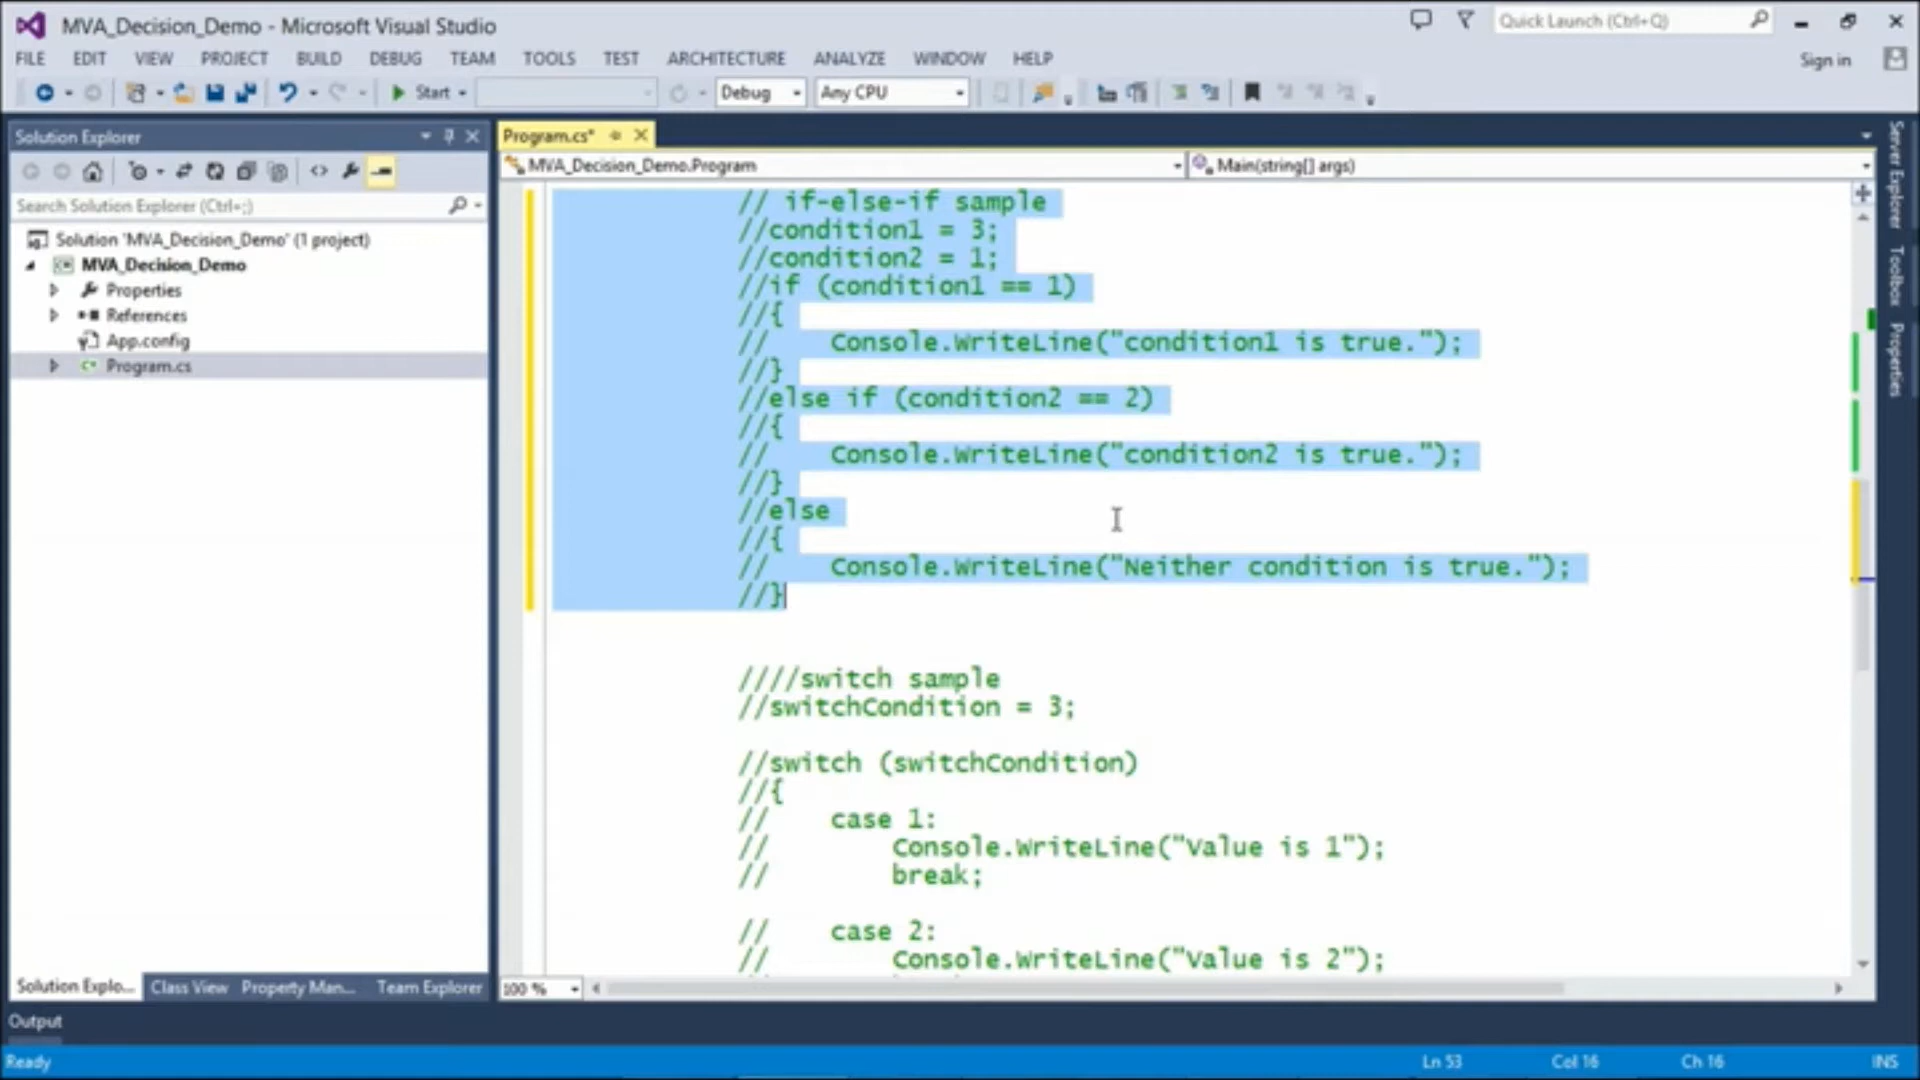 MVA_Decision_Demo - Microsoft Visual Studio
Quick Launch (Ctrl+Q)
FILE EDIT VIEW PROJECT BUILD DEBUG TEAM TOOLS TEST ARCHITECTURE ANALYZE WINDOW HELP
Sign in
Start
Debug
Any CPU
Solution Explorer
Search Solution Explorer (Ctrl+;)
Solution 'MVA_Decision_Demo' (1 project)
MVA_Decision_Demo
Properties
References
App.config
Program.cs
Solution Explo...
Class View
Property Man...
Team Explorer
Program.cs*
MVA_Decision_Demo.Program
Main(string[] args)
// if-else-if sample
//condition1 = 3;
//condition2 = 1;
//if (condition1 == 1)
//{
//    Console.WriteLine("condition1 is true.");
//}
//else if (condition2 == 2)
//{
//    Console.WriteLine("condition2 is true.");
//}
//else
//{
//    Console.WriteLine("Neither condition is true.");
//}
////switch sample
//switchCondition = 3;
//switch (switchCondition)
//{
//    case 1:
//        Console.WriteLine("Value is 1");
//        break;
//    case 2:
//        Console.WriteLine("Value is 2");
100 %
Server Explorer
Toolbox
Properties
Output
Ready
Ln 53
Col 16
Ch 16
INS